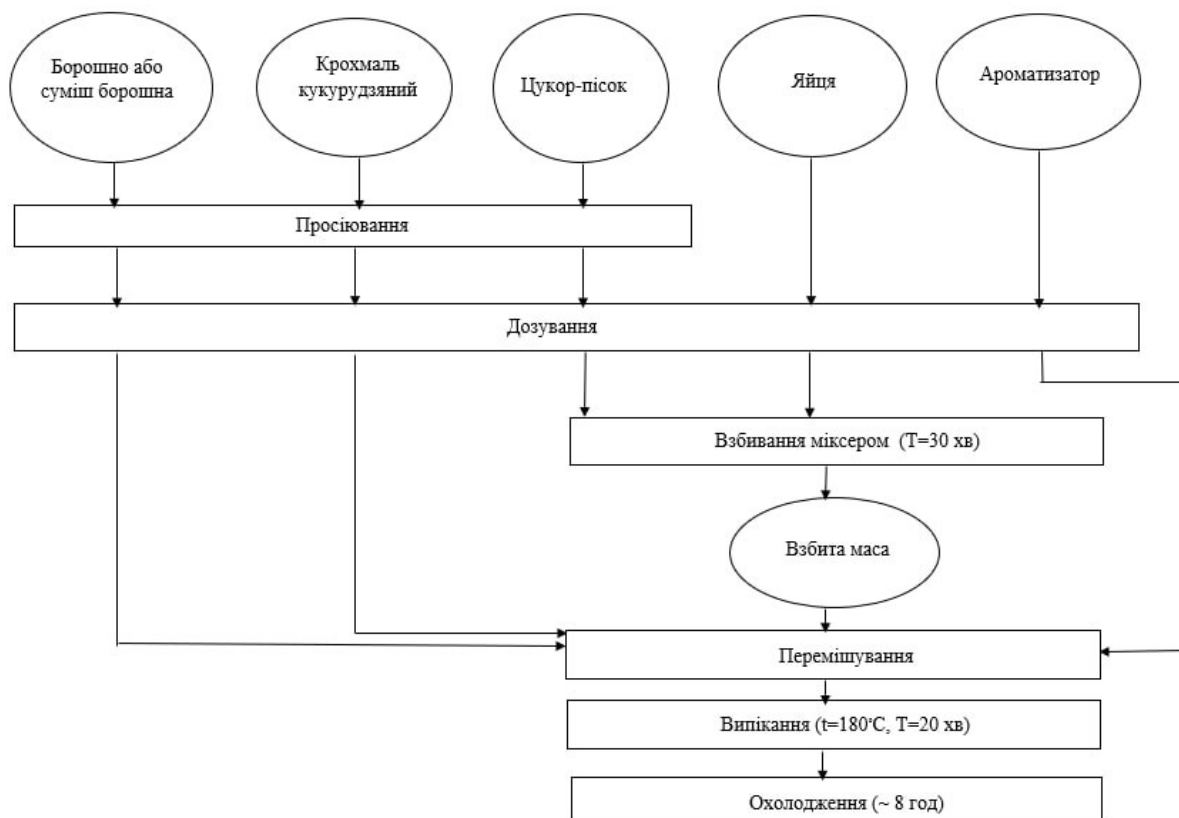 Борошно або
суміш борошна
Крохмаль
кукурудзяний
Цукор-пісок
Яйця
Ароматизатор
Просіювання
Дозування
Взбивання міксером (Т=30 хв)
Взбита маса
Перемішування
Випікання (t=180°С, Т=20 хв)
Охолодження (~ 8 год)